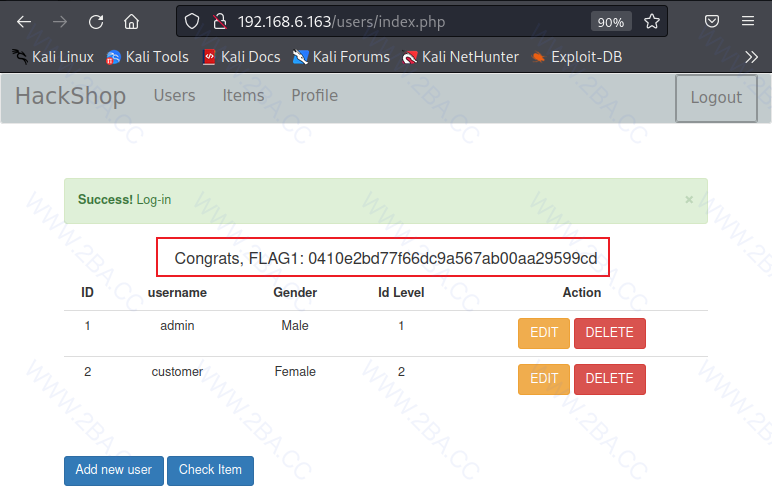 192.168.6.163/users/index.php 90%
Kali Linux Kali Tools Kali Docs Kali Forums Kali NetHunter Exploit-DB
HackShop Users Items Profile Logout
Success! Log-in ×
Congrats, FLAG1: 0410e2bd77f66dc9a567ab00aa29599cd
ID username Gender Id Level Action
1 admin Male 1 EDIT DELETE
2 customer Female 2 EDIT DELETE
Add new user Check Item
WWW.2BA.CC